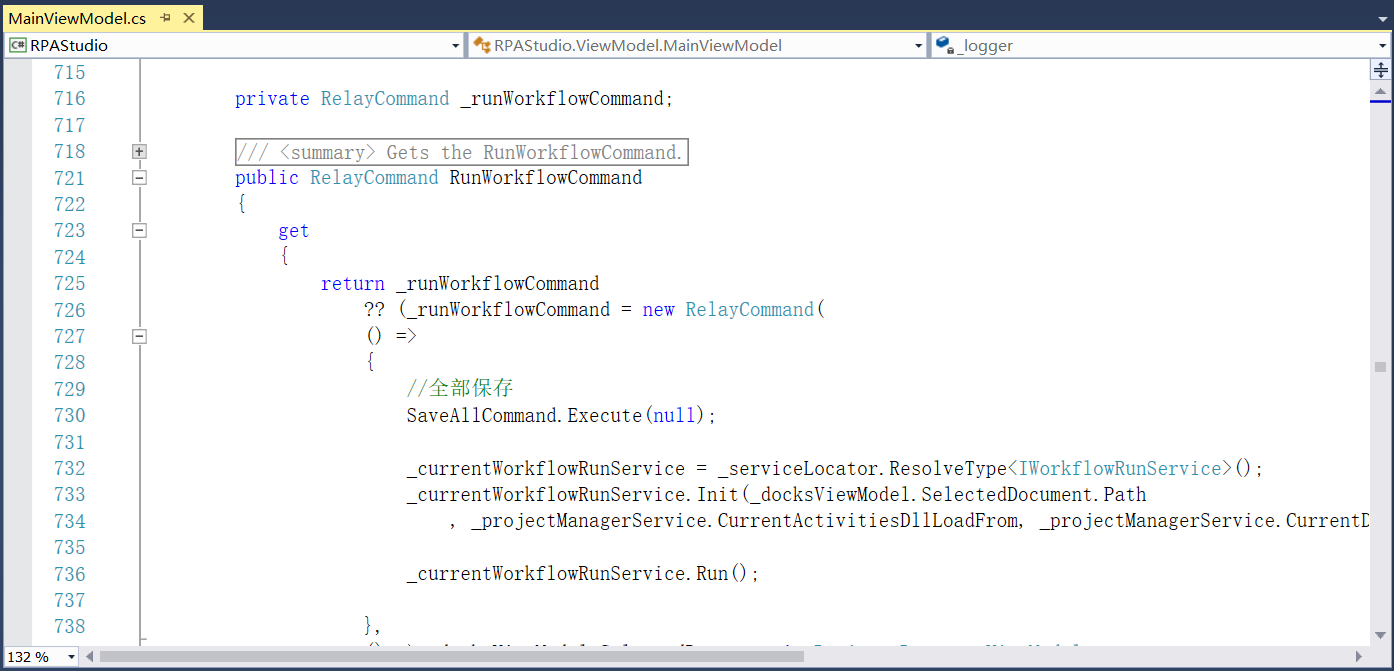 MainViewModel.cs
C# RPAStudio RPAStudio.ViewModel.MainViewModel _logger
715
716 private RelayCommand _runWorkflowCommand;
717
718 /// <summary> Gets the RunWorkflowCommand.
721 public RelayCommand RunWorkflowCommand
722 {
723 get
724 {
725 return _runWorkflowCommand
726 ?? (_runWorkflowCommand = new RelayCommand(
727 () =>
728 {
729 //全部保存
730 SaveAllCommand.Execute(null);
731
732 _currentWorkflowRunService = _serviceLocator.ResolveType<IWorkflowRunService>();
733 _currentWorkflowRunService.Init(_docksViewModel.SelectedDocument.Path
734 , _projectManagerService.CurrentActivitiesDllLoadFrom, _projectManagerService.CurrentD
735
736 _currentWorkflowRunService.Run();
737
738 },
132 %